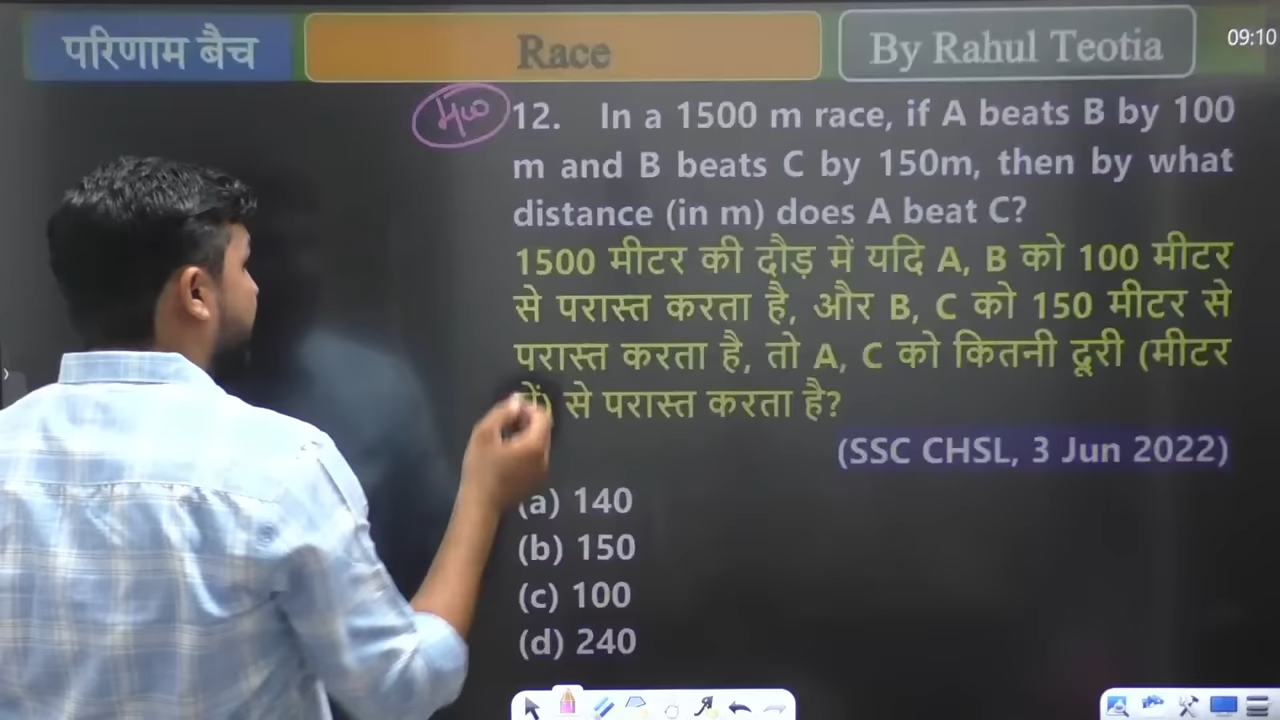 परिणाम बैच
Race
By Rahul Teotia
09:10
12. In a 1500 m race, if A beats B by 100
m and B beats C by 150m, then by what
distance (in m) does A beat C?
1500 मीटर की दौड़ में यदि A, B को 100 मीटर
से परास्त करता है, और B, C को 150 मीटर से
परास्त करता है, तो A, C को कितनी दूरी (मीटर
में) से परास्त करता है?
(SSC CHSL, 3 Jun 2022)
(a) 140
(b) 150
(c) 100
(d) 240